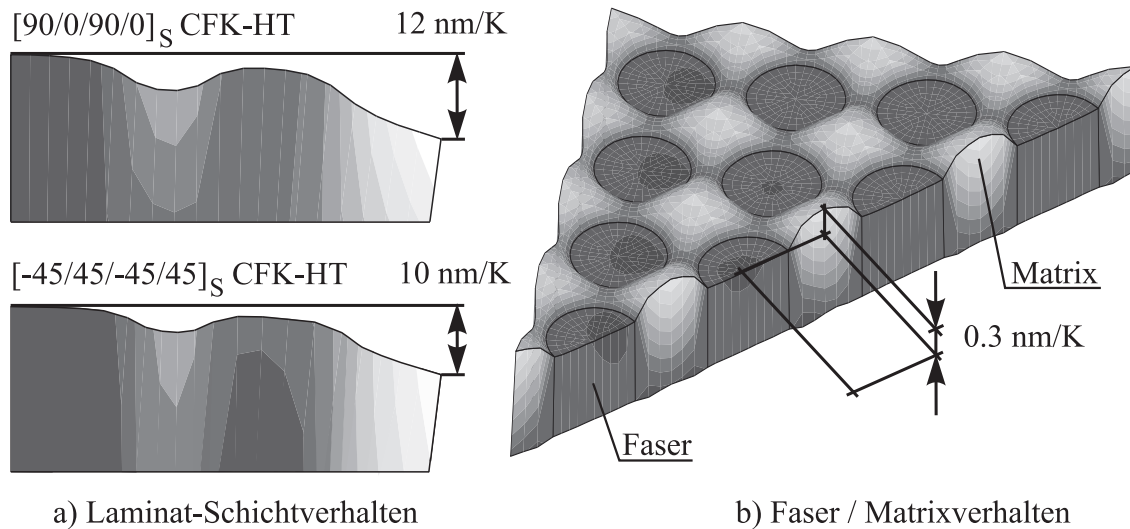 [90/0/90/0]S CFK-HT
12 nm/K
[-45/45/-45/45]S CFK-HT
10 nm/K
a) Laminat-Schichtverhalten
Matrix
0.3 nm/K
Faser
b) Faser / Matrixverhalten